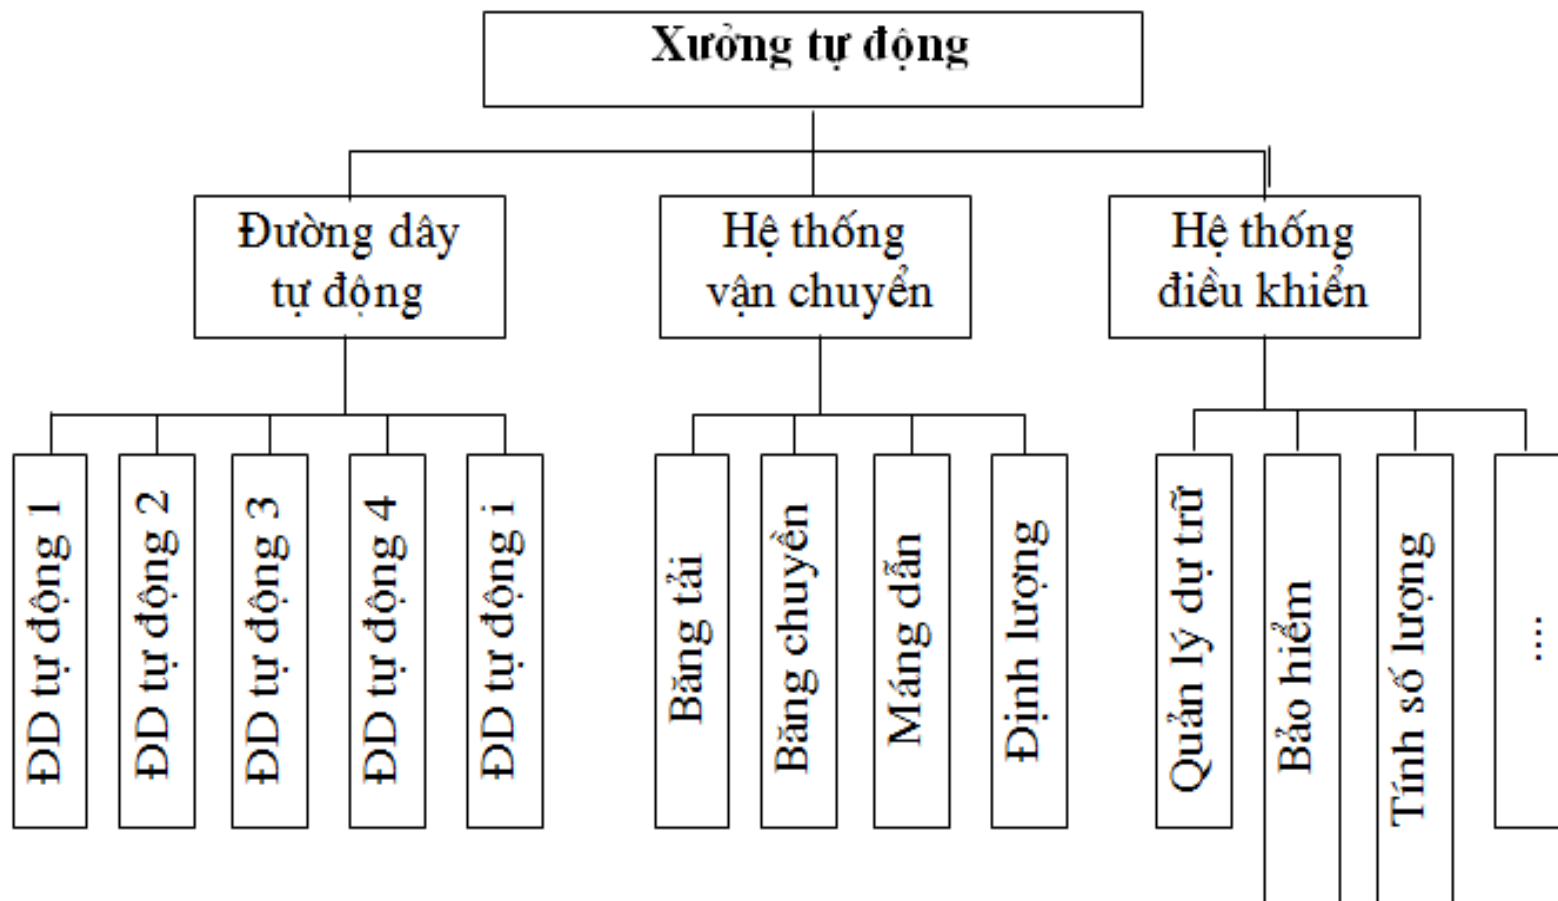 Xưởng tự động
Đường dây
tự động
Hệ thống
vận chuyển
Hệ thống
điều khiển
ĐD tự động 1
ĐD tự động 2
ĐD tự động 3
ĐD tự động 4
ĐD tự động i
Băng tải
Băng chuyền
Máng dẫn
Định lượng
Quản lý dự trữ
Bảo hiểm
Tính số lượng
....